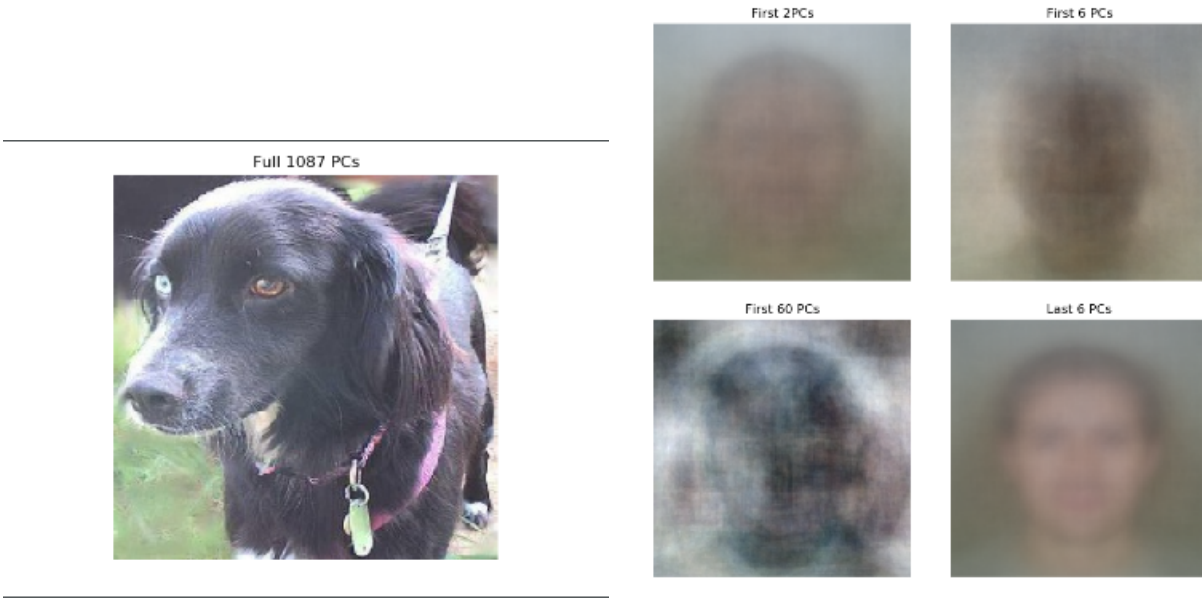 Full 1087 PCs
First 2PCs
First 6 PCs
First 60 PCs
Last 6 PCs